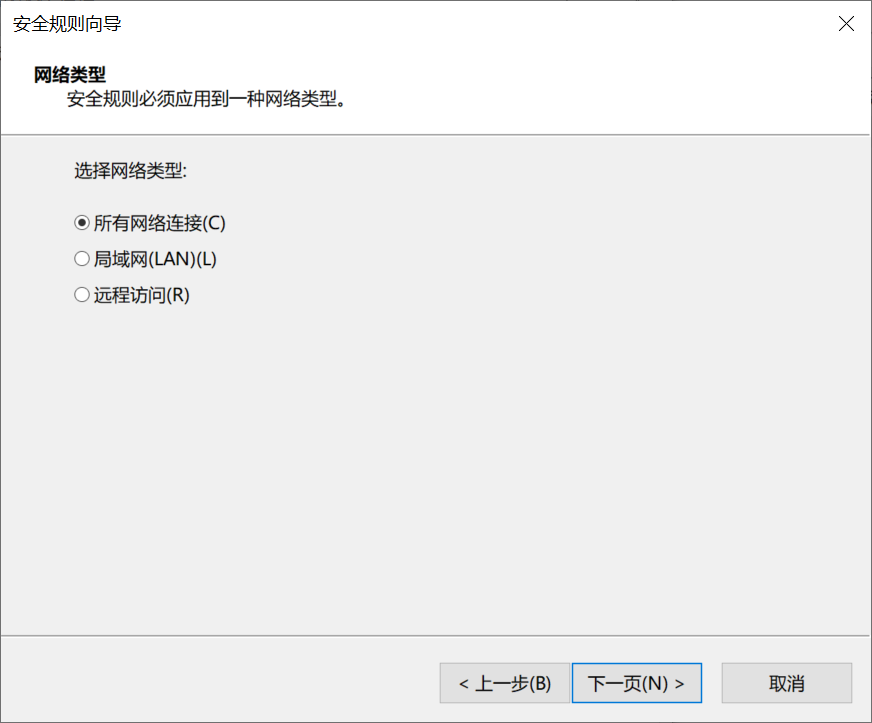 安全规则向导
网络类型
安全规则必须应用到一种网络类型。
选择网络类型:
所有网络连接(C)
局域网(LAN)(L)
远程访问(R)
< 上一步(B) 下一页(N) > 取消